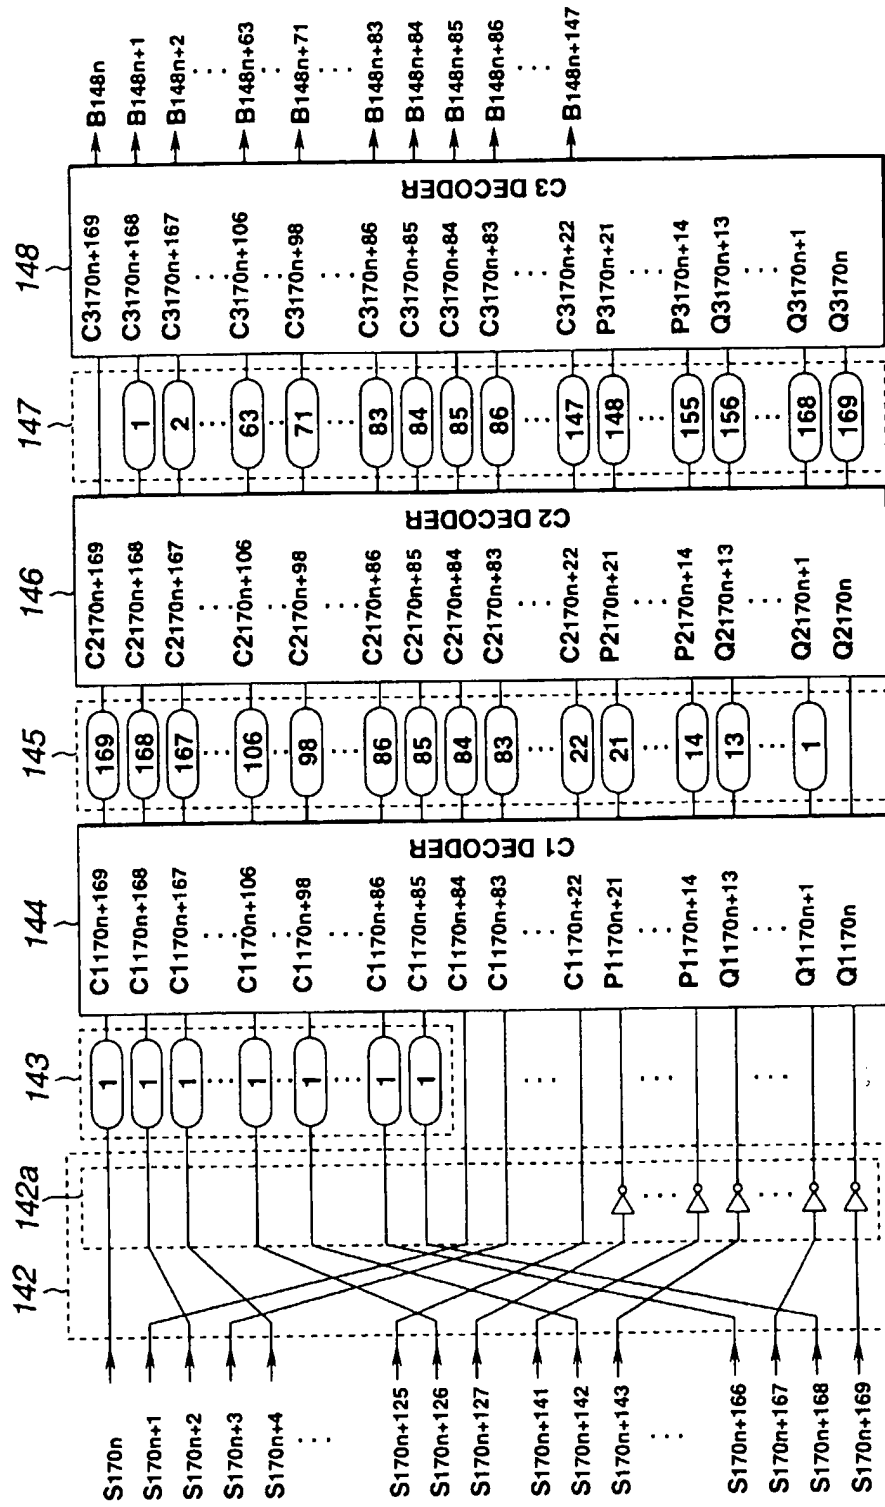 142
142a
143
144
145
146
147
148
S170n
S170n+1
S170n+2
S170n+3
S170n+4
...
S170n+125
S170n+126
S170n+127
S170n+141
S170n+142
S170n+143
...
S170n+166
S170n+167
S170n+168
S170n+169
...
...
1
1
1
...
1
1
...
1
1
...
...
...
C1170n+169
C1170n+168
C1170n+167
...
C1170n+106
...
C1170n+98
...
C1170n+86
C1170n+85
C1170n+84
C1170n+83
...
C1170n+22
P1170n+21
...
P1170n+14
Q1170n+13
...
Q1170n+1
Q1170n
C1 DECODER
169
168
167
...
106
98
...
86
85
84
83
...
22
21
...
14
13
...
1
C2170n+169
C2170n+168
C2170n+167
...
C2170n+106
...
C2170n+98
...
C2170n+86
C2170n+85
C2170n+84
C2170n+83
...
C2170n+22
P2170n+21
...
P2170n+14
Q2170n+13
...
Q2170n+1
Q2170n
C2 DECODER
1
2
...
63
71
...
83
84
85
86
...
147
148
...
155
156
...
168
169
C3170n+169
C3170n+168
C3170n+167
...
C3170n+106
...
C3170n+98
...
C3170n+86
C3170n+85
C3170n+84
C3170n+83
...
C3170n+22
P3170n+21
...
P3170n+14
Q3170n+13
...
Q3170n+1
Q3170n
C3 DECODER
B148n
B148n+1
B148n+2
...
B148n+63
...
B148n+71
...
B148n+83
B148n+84
B148n+85
B148n+86
...
B148n+147